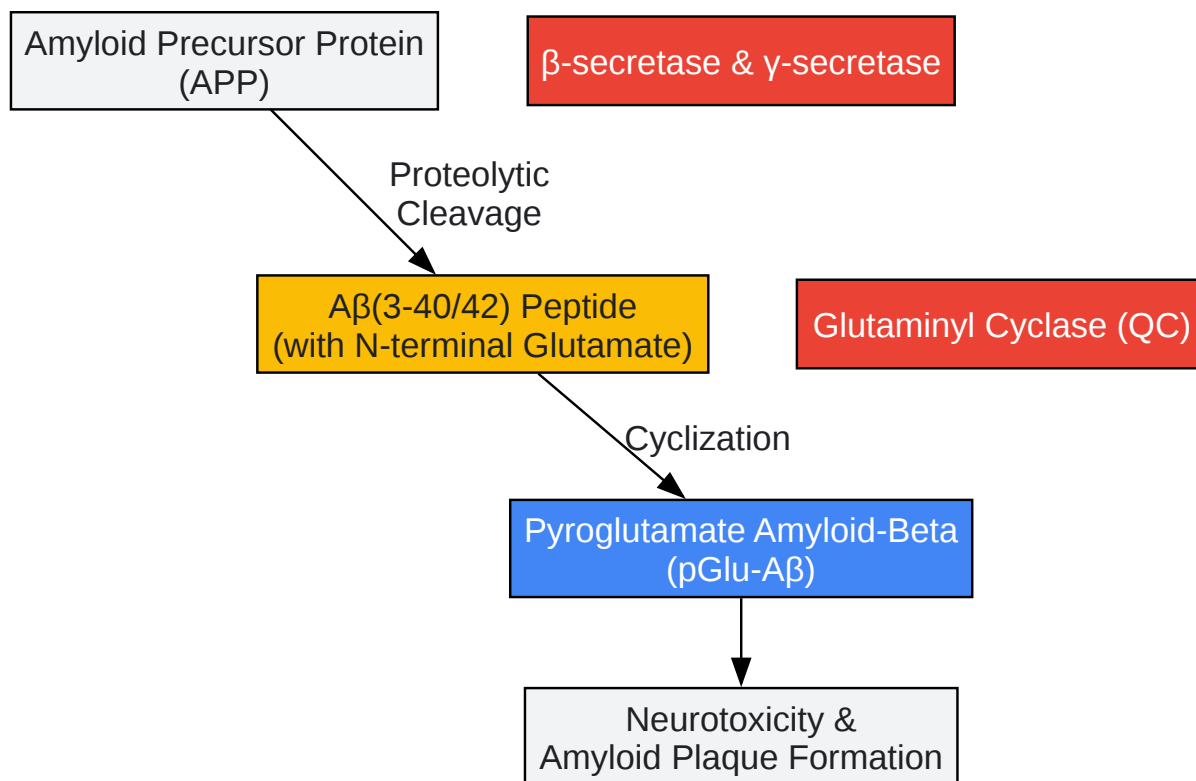 Amyloid Precursor Protein
(APP)
β-secretase & γ-secretase
Proteolytic
Cleavage
Aβ(3-40/42) Peptide
(with N-terminal Glutamate)
Glutaminyl Cyclase (QC)
Cyclization
Pyroglutamate Amyloid-Beta
(pGlu-Aβ)
Neurotoxicity &
Amyloid Plaque Formation